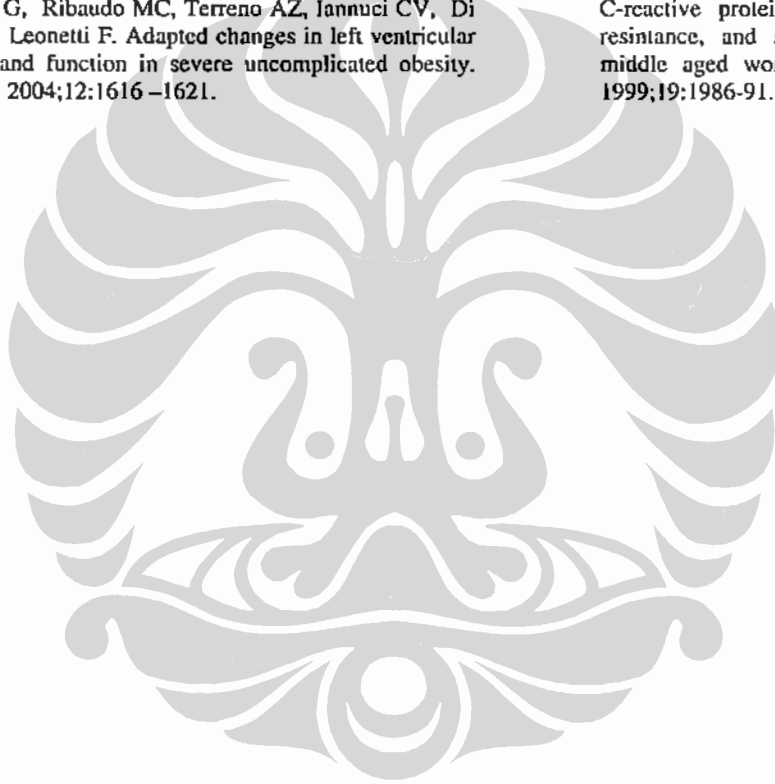 G, Ribaudo MC, Terreno AZ, Iannuci CV, Di
Leonetti F. Adapted changes in left ventricular
and function in severe uncomplicated obesity.
2004;12:1616 –1621.
C-reactive protei
resintance, and
middle aged wo
1999;19:1986-91.